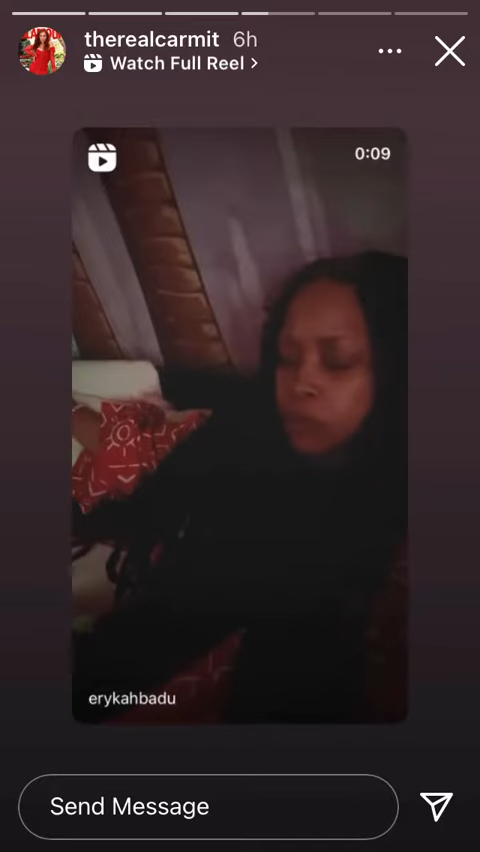 therealcarmit 6h
Watch Full Reel >
0:09
erykahbadu
Send Message